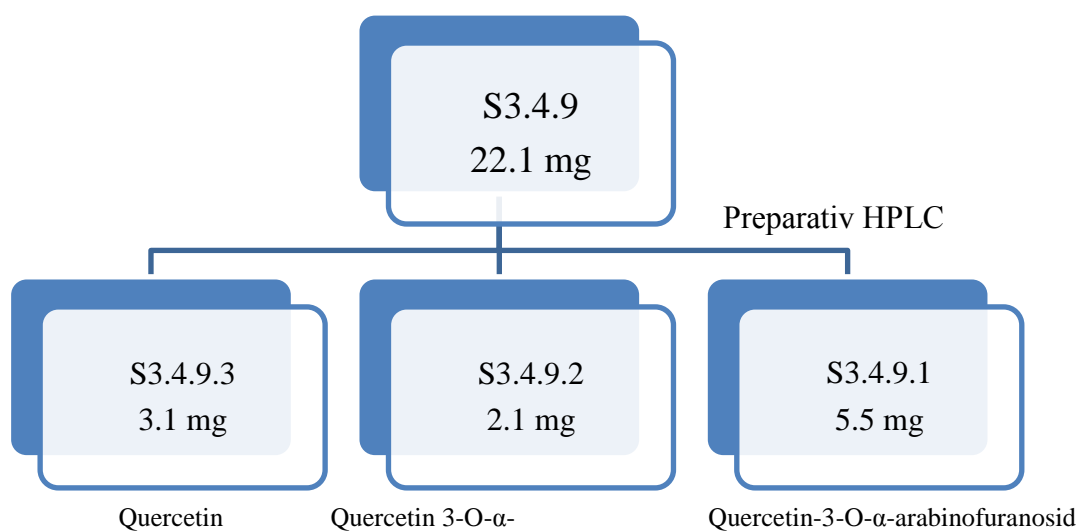 S3.4.9
22.1 mg
Preparativ HPLC
S3.4.9.3
3.1 mg
S3.4.9.2
2.1 mg
S3.4.9.1
5.5 mg
Quercetin
Quercetin 3-O-α-
Quercetin-3-O-α-arabinofuranosid